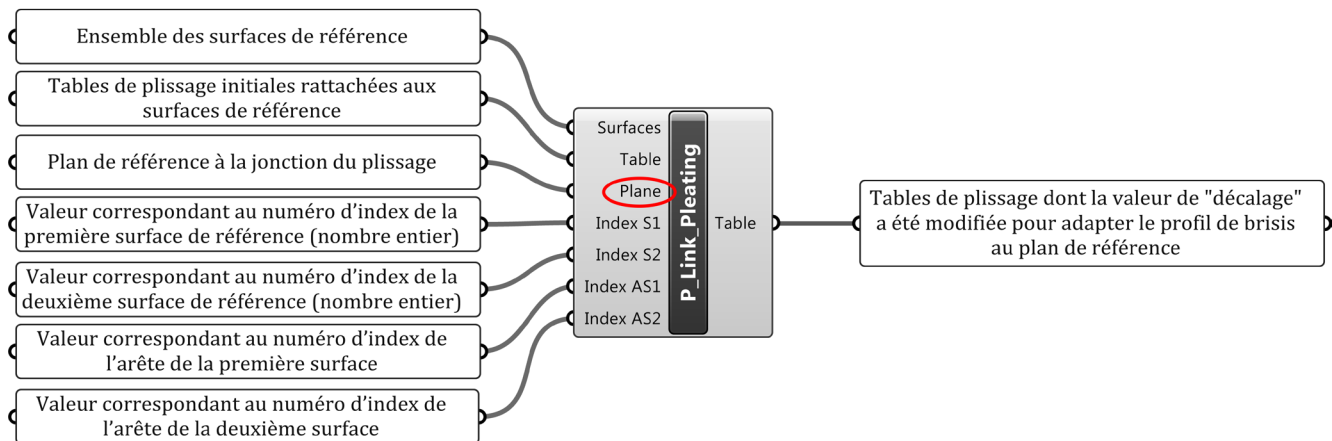 Ensemble des surfaces de référence
Tables de plissage initiales rattachées aux
surfaces de référence
Plan de référence à la jonction du plissage
Valeur correspondant au numéro d’index de la
première surface de référence (nombre entier)
Valeur correspondant au numéro d’index de la
deuxième surface de référence (nombre entier)
Valeur correspondant au numéro d’index de
l’arête de la première surface
Valeur correspondant au numéro d’index de
l’arête de la deuxième surface
Surfaces
Table
Plane
Index S1
Index S2
Index AS1
Index AS2
P_Link_Pleating
Table
Tables de plissage dont la valeur de "décalage"
a été modifiée pour adapter le profil de brisis
au plan de référence